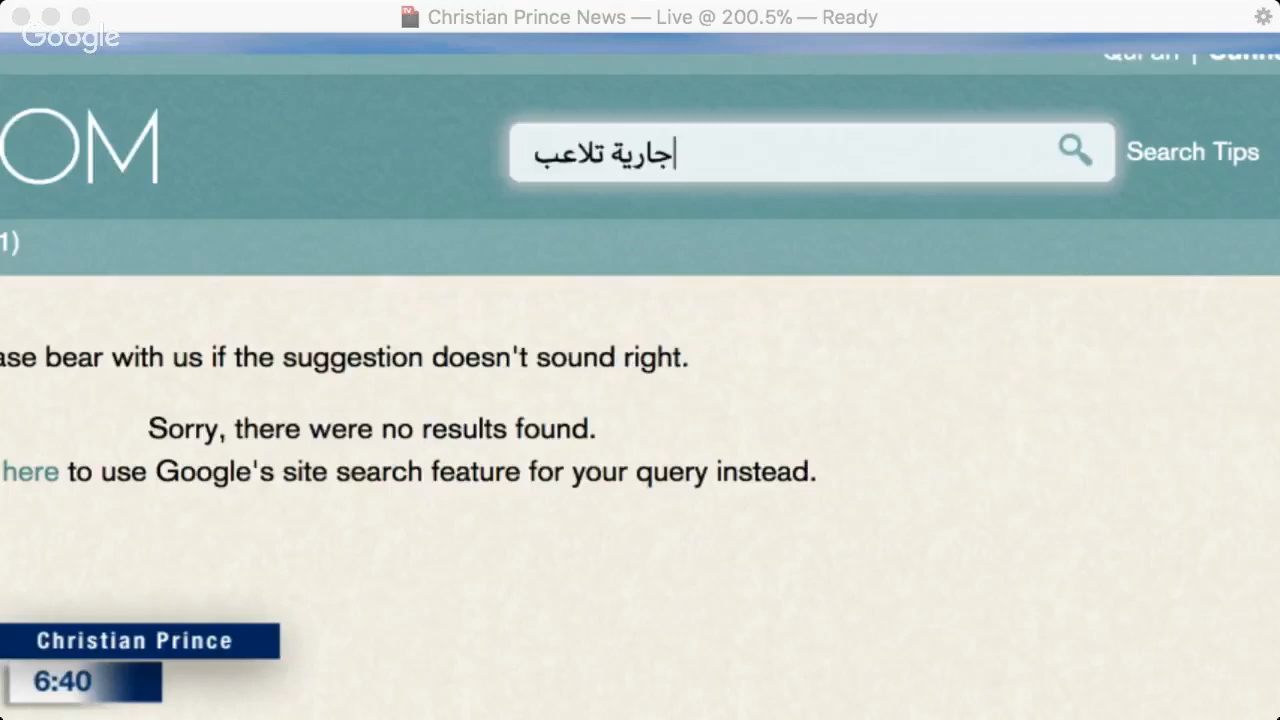 Christian Prince News — Live @ 200.5% — Ready
Google
Qur'an |
OM
جارية تلاعب
Search Tips
1)
ase bear with us if the suggestion doesn't sound right.
Sorry, there were no results found.
here to use Google's site search feature for your query instead.
Christian Prince
6:40